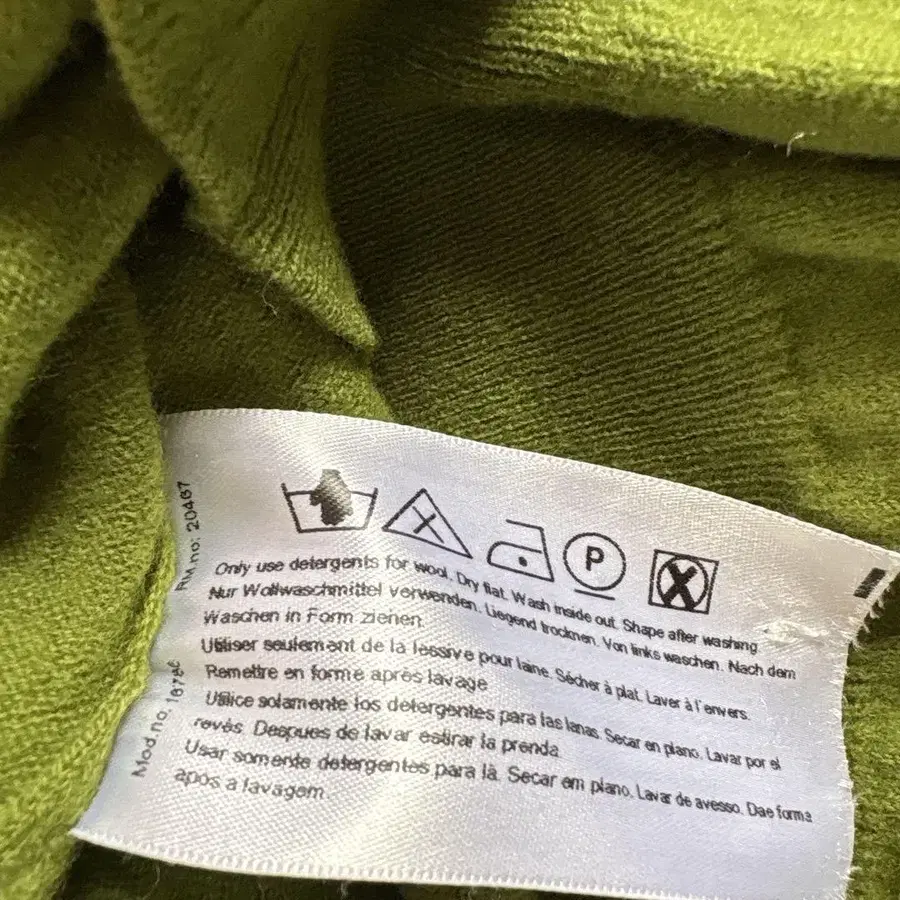 P
Only use detergents for wool. Dry flat. Wash inside out. Shape after washing
Nur Wollwaschmittel verwenden. Liegend trocknen. Von links waschen. Nach dem
Waschen in Form ziehen.
Utiliser seulement de la lessive pour laine. Sécher à plat. Laver à l'envers.
Remettre en forme après lavage
Utilice solamente los detergentes para las lanas. Secar en plano. Lavar por el
revés. Despues de lavar estirar la prenda.
Usar somente detergentes para lã. Secar em plano. Lavar de avesso. Dae forma
após a lavagem.
RM.no: 20467
Mod.no.